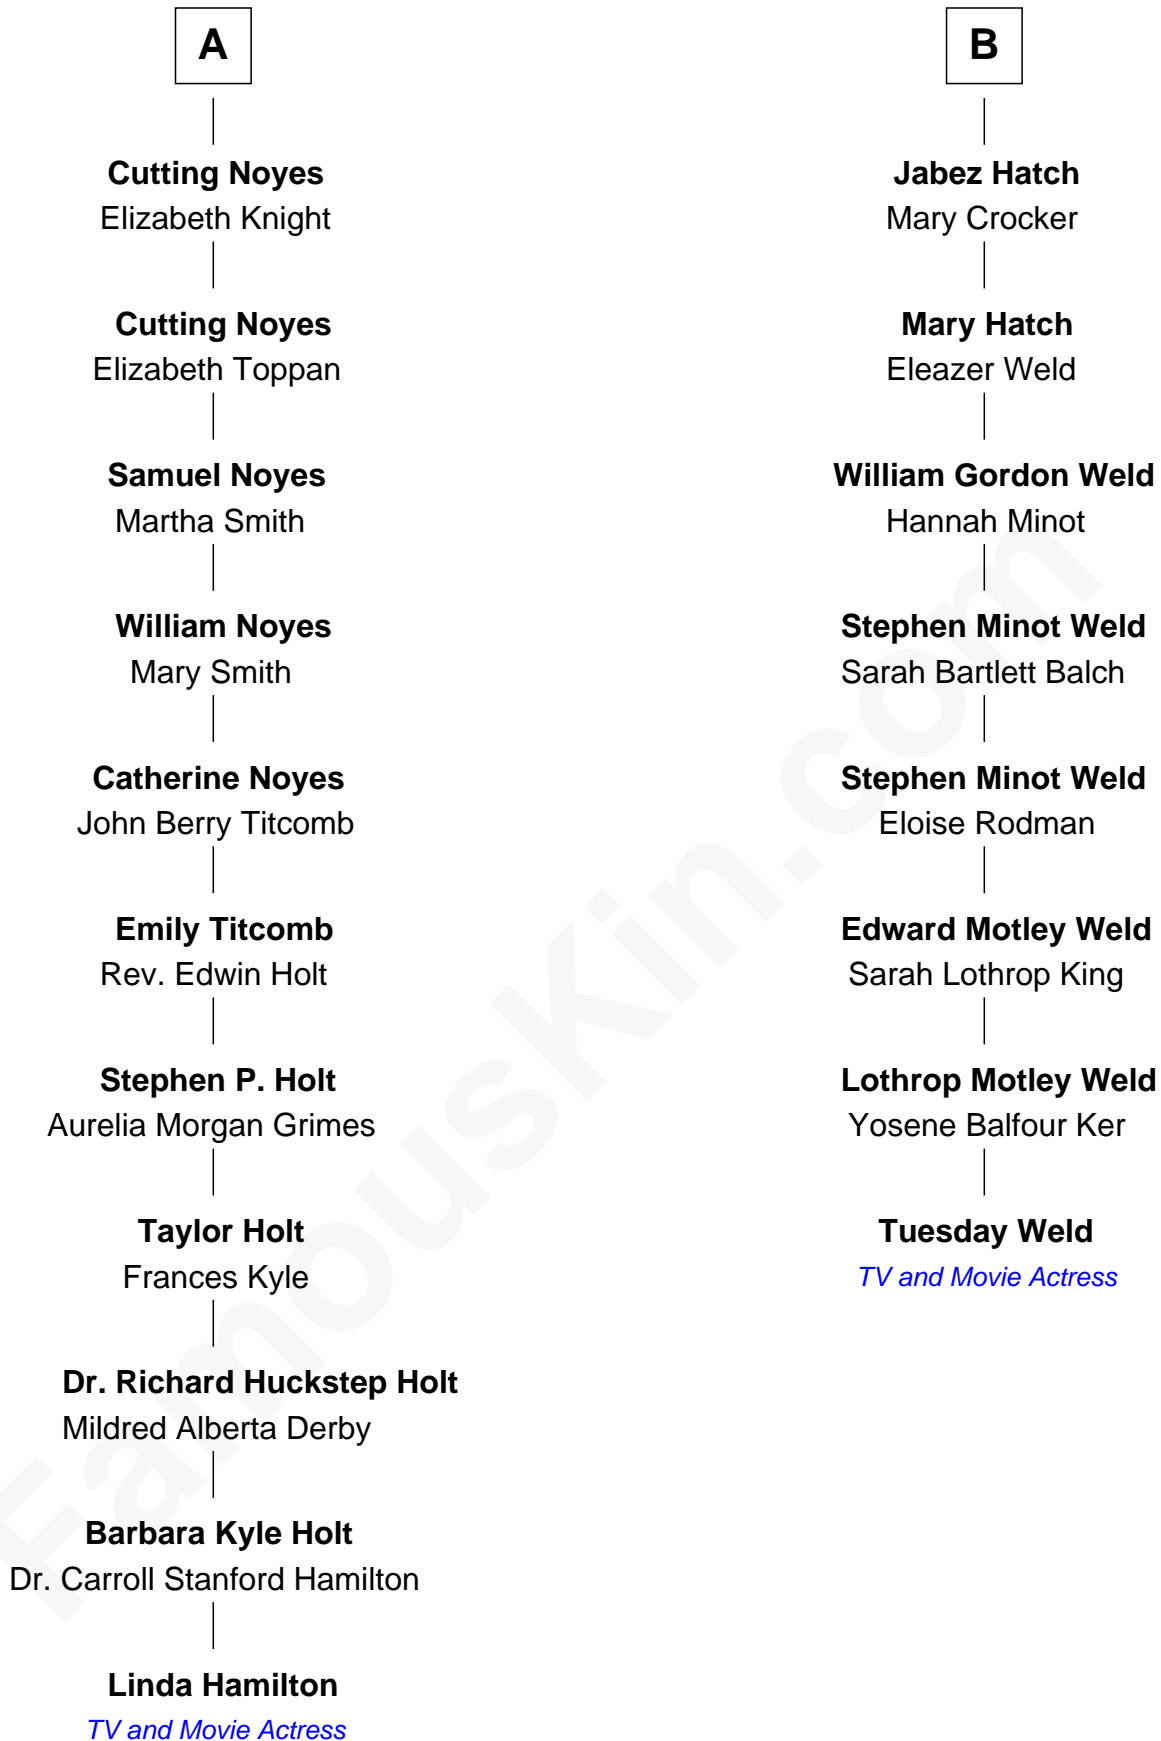 A
Cutting Noyes
Elizabeth Knight
Cutting Noyes
Elizabeth Toppan
Samuel Noyes
Martha Smith
William Noyes
Mary Smith
Catherine Noyes
John Berry Titcomb
Emily Titcomb
Rev. Edwin Holt
Stephen P. Holt
Aurelia Morgan Grimes
Taylor Holt
Frances Kyle
Dr. Richard Huckstep Holt
Mildred Alberta Derby
Barbara Kyle Holt
Dr. Carroll Stanford Hamilton
Linda Hamilton
TV and Movie Actress
B
Jabez Hatch
Mary Crocker
Mary Hatch
Eleazer Weld
William Gordon Weld
Hannah Minot
Stephen Minot Weld
Sarah Bartlett Balch
Stephen Minot Weld
Eloise Rodman
Edward Motley Weld
Sarah Lothrop King
Lothrop Motley Weld
Yosene Balfour Ker
Tuesday Weld
TV and Movie Actress
FamousKin.com